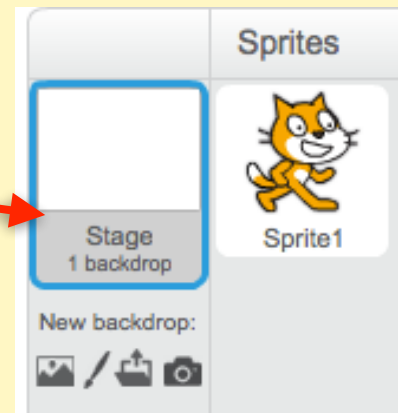 Sprites
Stage
1 backdrop
Sprite1
New backdrop: